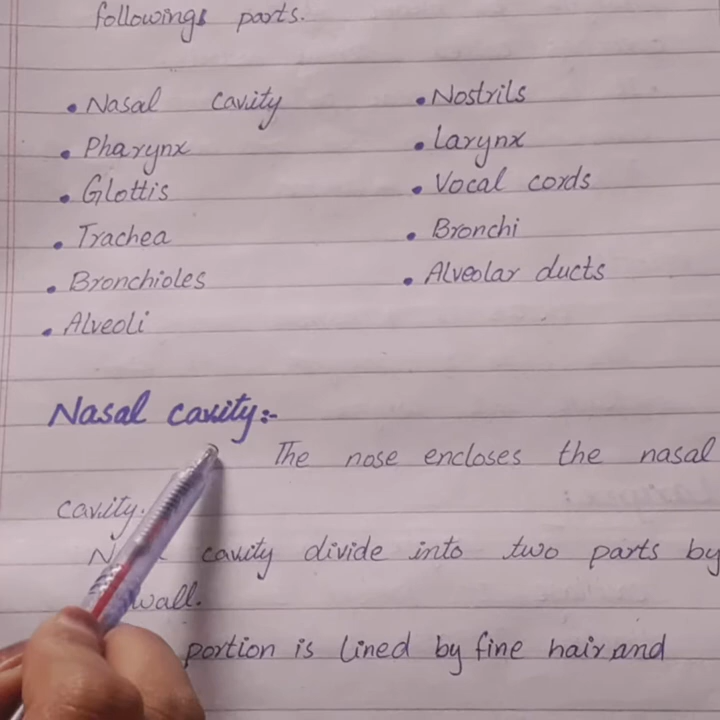 followings parts.
• Nasal cavity • Nostrils
• Pharynx • Larynx
• Glottis • Vocal cords
• Trachea • Bronchi
• Bronchioles • Alveolar ducts
• Alveoli
Nasal cavity:-
The nose encloses the nasal
cavity.
cavity divide into two parts by
wall.
portion is lined by fine hair and